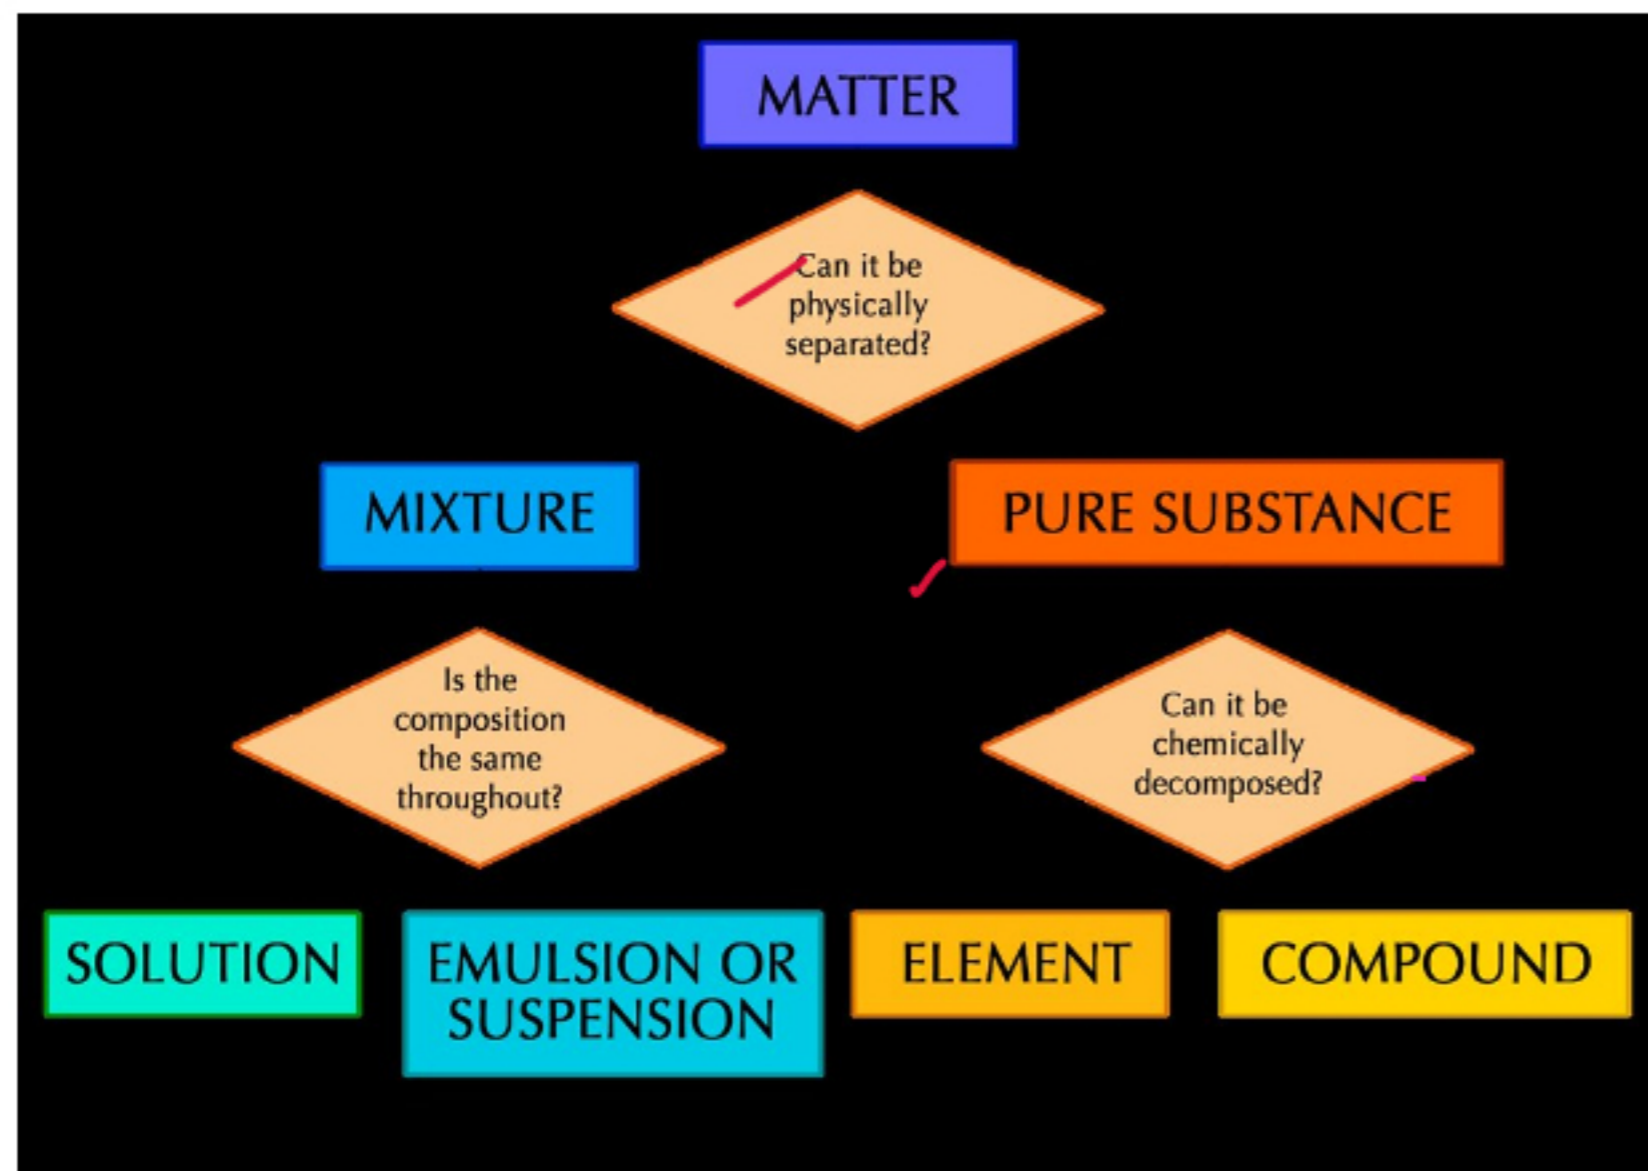 MATTER
Can it be
physically
separated?
MIXTURE
PURE SUBSTANCE
Is the
composition
the same
throughout?
Can it be
chemically
decomposed?
SOLUTION
EMULSION OR
SUSPENSION
ELEMENT
COMPOUND